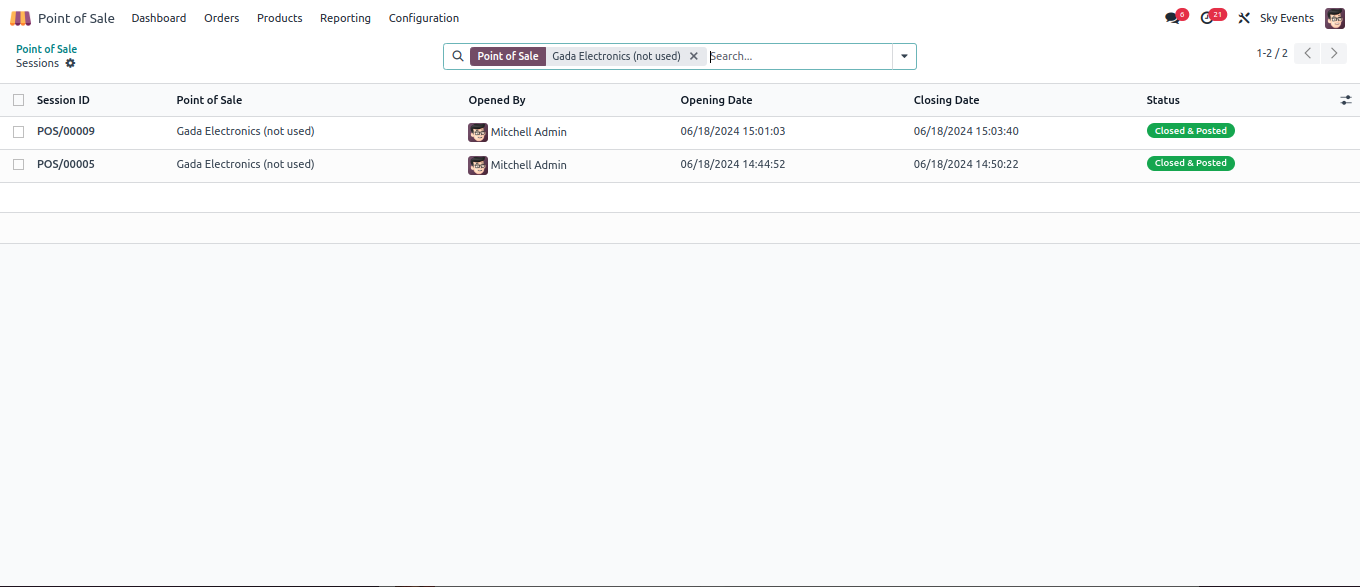 Point of Sale Dashboard Orders Products Reporting Configuration 6 21 Sky Events
Point of Sale
Sessions
Point of Sale Gada Electronics (not used) Search... 1-2 / 2
Session ID Point of Sale Opened By Opening Date Closing Date Status
POS/00009 Gada Electronics (not used) Mitchell Admin 06/18/2024 15:01:03 06/18/2024 15:03:40 Closed & Posted
POS/00005 Gada Electronics (not used) Mitchell Admin 06/18/2024 14:44:52 06/18/2024 14:50:22 Closed & Posted